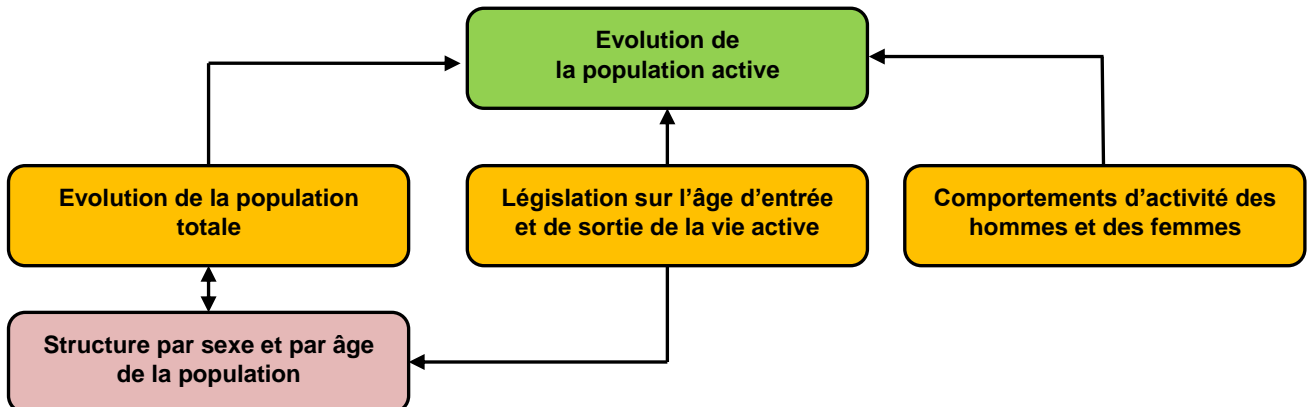 Evolution de
la population active
Evolution de la population
totale
Législation sur l’âge d’entrée
et de sortie de la vie active
Comportements d’activité des
hommes et des femmes
Structure par sexe et par âge
de la population